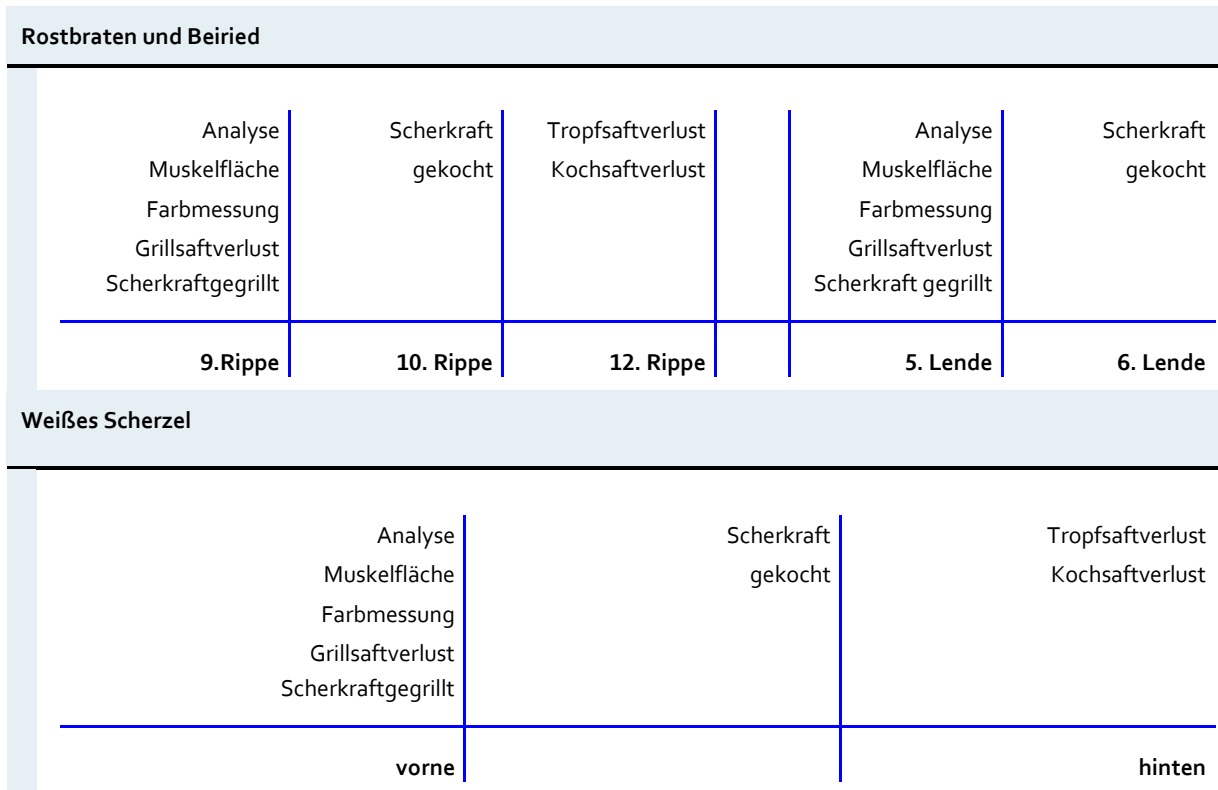 Rostbraten und Beiried
Analyse Scherkraft Tropfsaftverlust Analyse Scherkraft
Muskelfläche gekocht Kochsaftverlust Muskelfläche gekocht
Farbmessung Farbmessung
Grillsaftverlust Grillsaftverlust
Scherkraftgegrillt Scherkraft gegrillt
9.Rippe 10. Rippe 12. Rippe 5. Lende 6. Lende
Weißes Scherzel
Analyse Scherkraft Tropfsaftverlust
Muskelfläche gekocht Kochsaftverlust
Farbmessung
Grillsaftverlust
Scherkraftgegrillt
vorne hinten